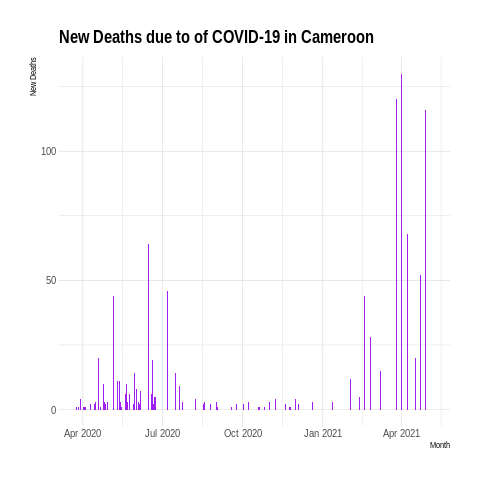 New Deaths due to of COVID-19 in Cameroon
New Deaths
100
50
0
Apr 2020 Jul 2020 Oct 2020 Jan 2021 Apr 2021
Month